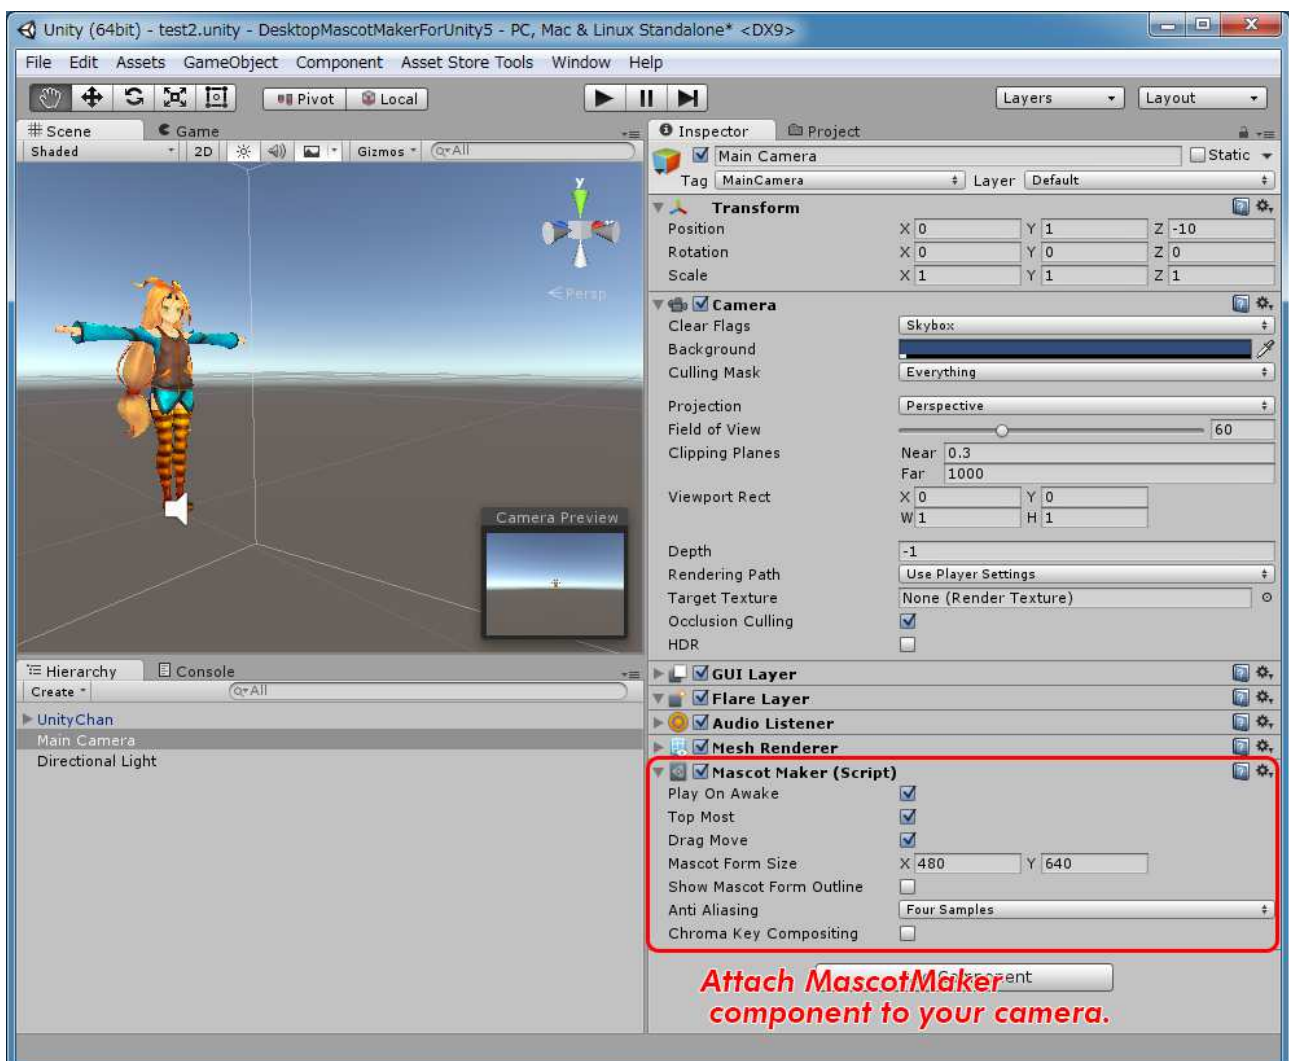 Unity (64bit) - test2.unity - DesktopMascotMakerForUnity5 - PC, Mac & Linux Standalone* <DX9>
File Edit Assets GameObject Component Asset Store Tools Window Help
Pivot Local Layers Layout
Scene Game
Shaded 2D Gizmos All
y
Persp
Camera Preview
Hierarchy Console
Create All
UnityChan
Main Camera
Directional Light
Inspector Project
Main Camera Static
Tag MainCamera Layer Default
Transform
Position X 0 Y 1 Z -10
Rotation X 0 Y 0 Z 0
Scale X 1 Y 1 Z 1
Camera
Clear Flags Skybox
Background
Culling Mask Everything
Projection Perspective
Field of View 60
Clipping Planes Near 0.3
Far 1000
Viewport Rect X 0 Y 0
W 1 H 1
Depth -1
Rendering Path Use Player Settings
Target Texture None (Render Texture)
Occlusion Culling
HDR
GUI Layer
Flare Layer
Audio Listener
Mesh Renderer
Mascot Maker (Script)
Play On Awake
Top Most
Drag Move
Mascot Form Size X 480 Y 640
Show Mascot Form Outline
Anti Aliasing Four Samples
Chroma Key Compositing
Attach MascotMaker
component to your camera.